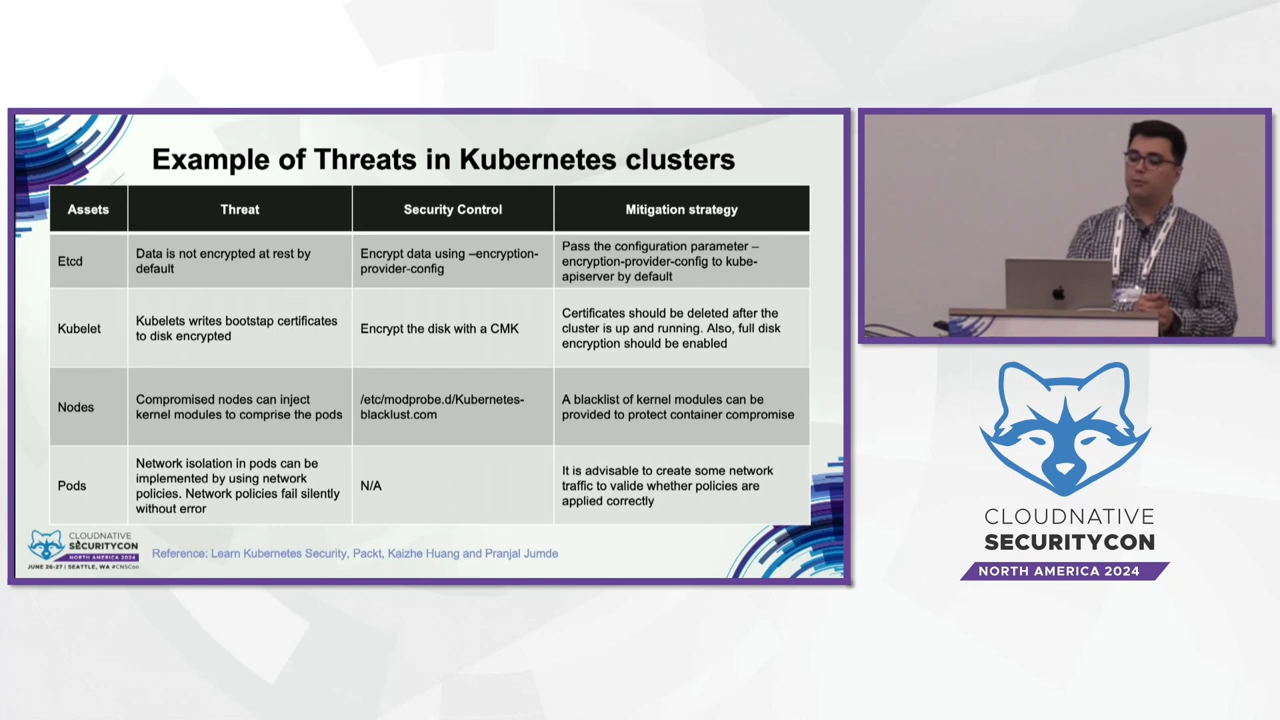 Example of Threats in Kubernetes clusters
Assets
Threat
Security Control
Mitigation strategy
Etcd
Data is not encrypted at rest by
default
Encrypt data using –encryption-
provider-config
Pass the configuration parameter –
encryption-provider-config to kube-
apiserver by default
Kubelet
Kubelets writes bootstap certificates
to disk encrypted
Encrypt the disk with a CMK
Certificates should be deleted after the
cluster is up and running. Also, full disk
encryption should be enabled
Nodes
Compromised nodes can inject
kernel modules to comprise the pods
/etc/modprobe.d/Kubernetes-
blacklust.com
A blacklist of kernel modules can be
provided to protect container compromise
Pods
Network isolation in pods can be
implemented by using network
policies. Network policies fail silently
without error
N/A
It is advisable to create some network
traffic to valide whether policies are
applied correctly
CLOUDNATIVE
SECURITYCON
NORTH AMERICA 2024
JUNE 26-27 | SEATTLE, WA #CNSCon
Reference: Learn Kubernetes Security, Packt, Kaizhe Huang and Pranjal Jumde
CLOUDNATIVE
SECURITYCON
NORTH AMERICA 2024